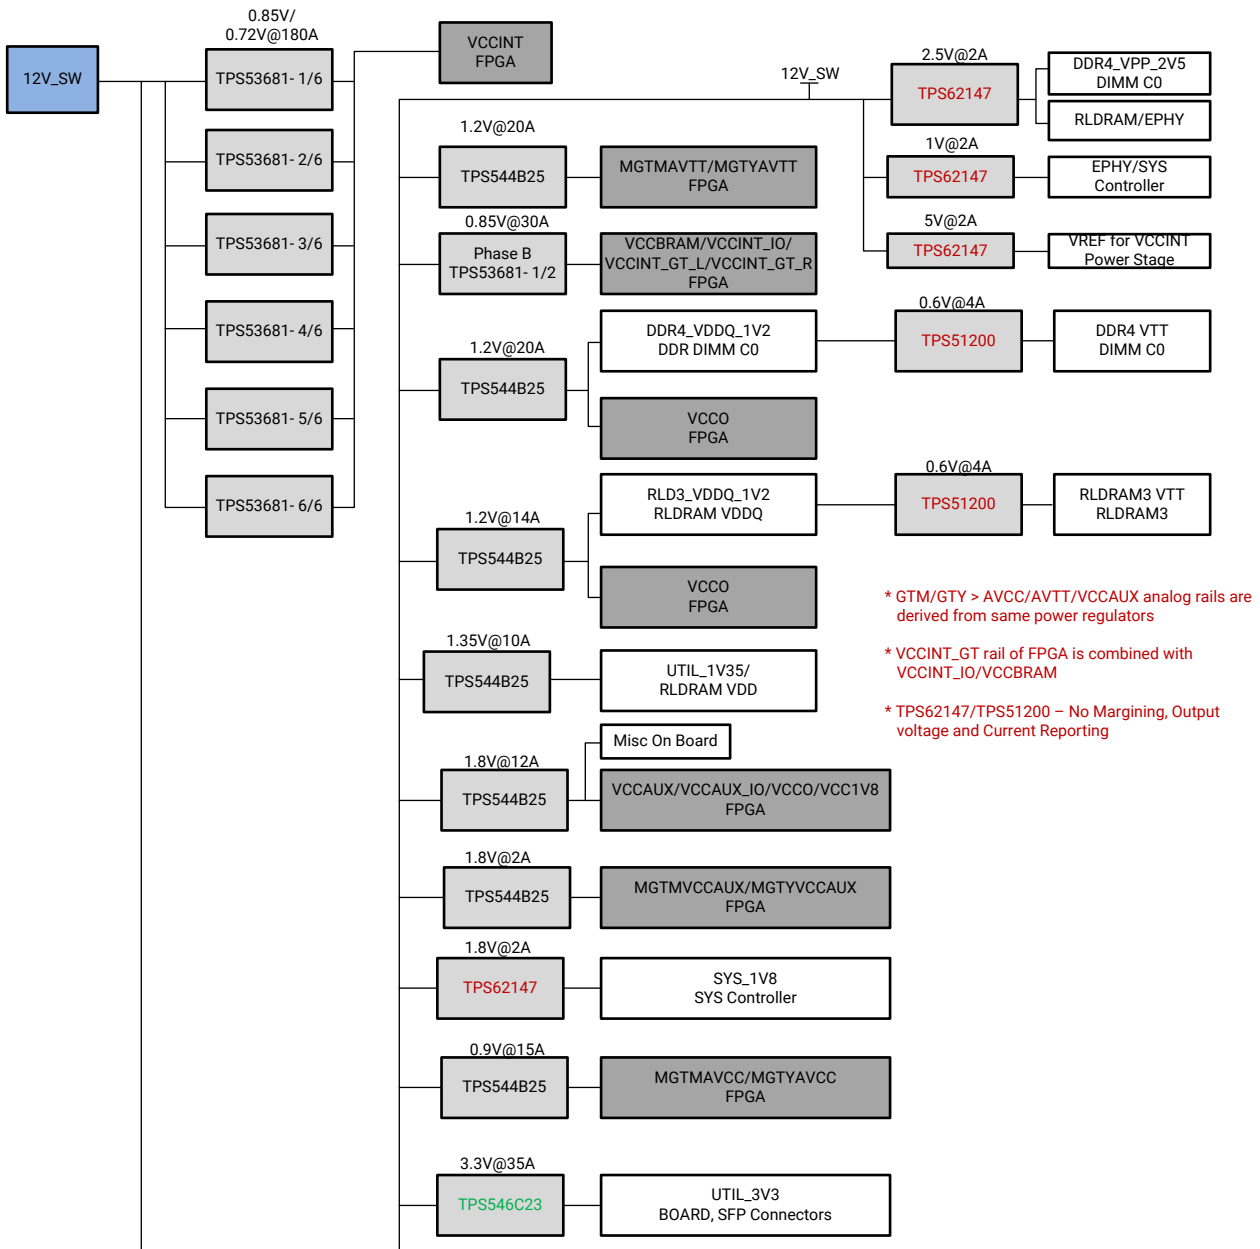 12V_SW
0.85V/
0.72V@180A
TPS53681- 1/6
TPS53681- 2/6
TPS53681- 3/6
TPS53681- 4/6
TPS53681- 5/6
TPS53681- 6/6
VCCINT
FPGA
1.2V@20A
TPS544B25
MGTMAVTT/MGTYAVTT
FPGA
0.85V@30A
Phase B
TPS53681- 1/2
VCCBRAM/VCCINT_IO/
VCCINT_GT_L/VCCINT_GT_R
FPGA
1.2V@20A
TPS544B25
DDR4_VDDQ_1V2
DDR DIMM C0
VCCO
FPGA
1.2V@14A
TPS544B25
RLD3_VDDQ_1V2
RLDRAM VDDQ
VCCO
FPGA
1.35V@10A
TPS544B25
UTIL_1V35/
RLDRAM VDD
Misc On Board
1.8V@12A
TPS544B25
VCCAUX/VCCAUX_IO/VCCO/VCC1V8
FPGA
1.8V@2A
TPS544B25
MGTMVCCAUX/MGTYVCCAUX
FPGA
1.8V@2A
TPS62147
SYS_1V8
SYS Controller
0.9V@15A
TPS544B25
MGTMAVCC/MGTYAVCC
FPGA
3.3V@35A
TPS546C23
UTIL_3V3
BOARD, SFP Connectors
12V_SW
2.5V@2A
TPS62147
DDR4_VPP_2V5
DIMM C0
RLDRAM/EPHY
1V@2A
TPS62147
EPHY/SYS
Controller
5V@2A
TPS62147
VREF for VCCINT
Power Stage
0.6V@4A
TPS51200
DDR4 VTT
DIMM C0
0.6V@4A
TPS51200
RLDRAM3 VTT
RLDRAM3
* GTM/GTY > AVCC/AVTT/VCCAUX analog rails are
derived from same power regulators
* VCCINT_GT rail of FPGA is combined with
VCCINT_IO/VCCBRAM
* TPS62147/TPS51200 – No Margining, Output
voltage and Current Reporting